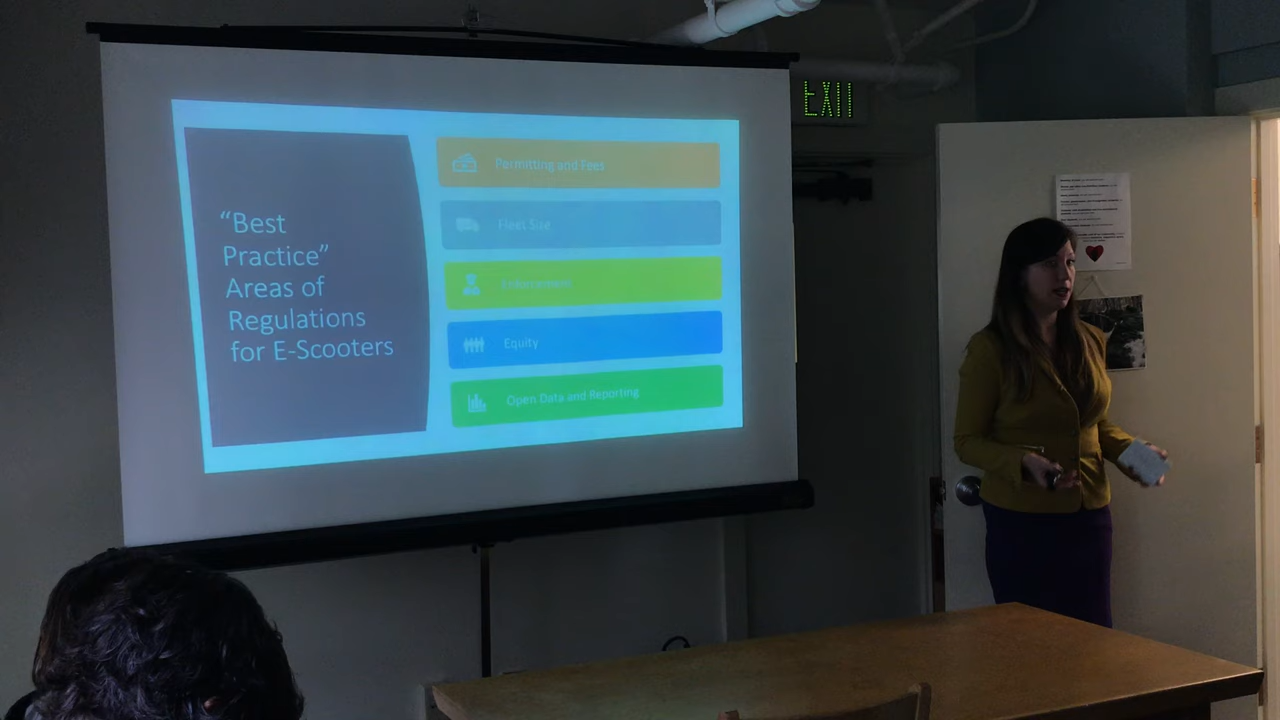 “Best
Practice”
Areas of
Regulations
for E-Scooters
Permitting and Fees
Fleet Size
Enforcement
Equity
Open Data and Reporting
EXIT